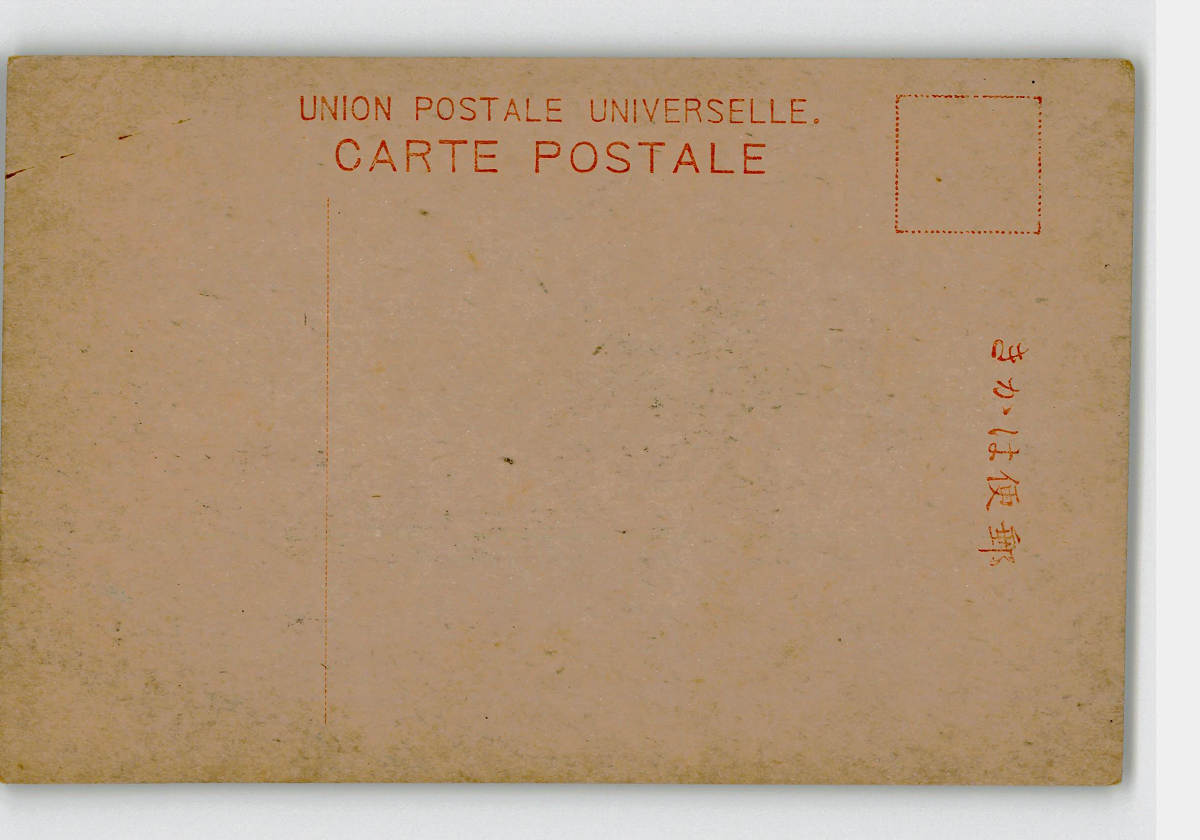 UNION POSTALE UNIVERSELLE.
CARTE POSTALE
郵便はかき